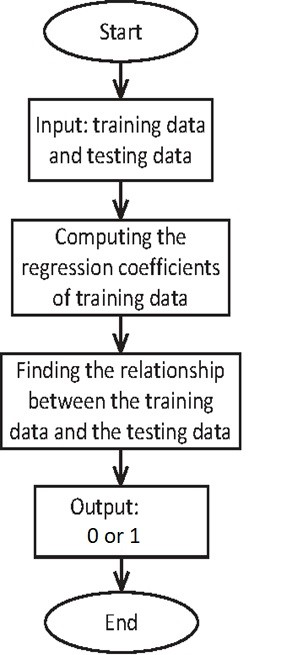 Start
Input: training data
and testing data
Computing the
regression coefficients
of training data
Finding the relationship
between the training
data and the testing data
Output:
0 or 1
End